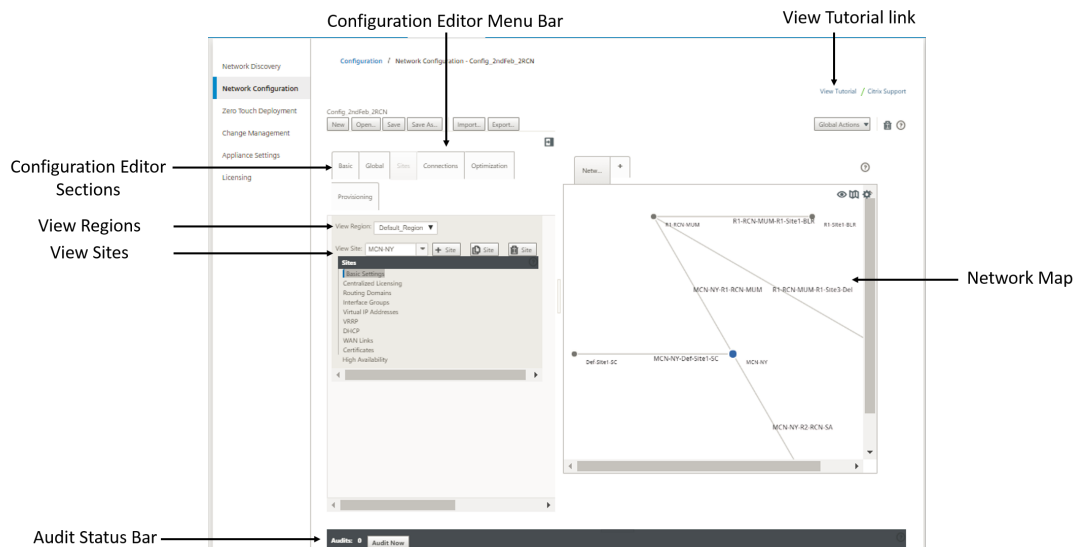 Configuration Editor Menu Bar
View Tutorial link
Network Discovery
Network Configuration
Zero Touch Deployment
Change Management
Appliance Settings
Licensing
Configuration / Network Configuration - Config_2ndFeb_2RCN
View Tutorial / Citrix Support
Config_2ndFeb_2RCN
New Open... Save Save As... Import... Export...
Global Actions
Configuration Editor
Sections
Basic Global Sites Connections Optimization
Provisioning
Netw... +
View Regions
View Region: Default_Region
View Sites
View Site: MCN-NY + Site Site Site
Sites
Basic Settings
Centralized Licensing
Routing Domains
Interface Groups
Virtual IP Addresses
VRRP
DHCP
WAN Links
Certificates
High Availability
R1-RCN-MUM
R1-RCN-MUM-R1-Site1-BLR
R1-Site1-BLR
MCN-NY-R1-RCN-MUM
R1-RCN-MUM-R1-Site3-Del
Def-Site1-SC
MCN-NY-Def-Site1-SC
MCN-NY
MCN-NY-R2-RCN-SA
Network Map
Audit Status Bar
Audits: 0 Audit Now